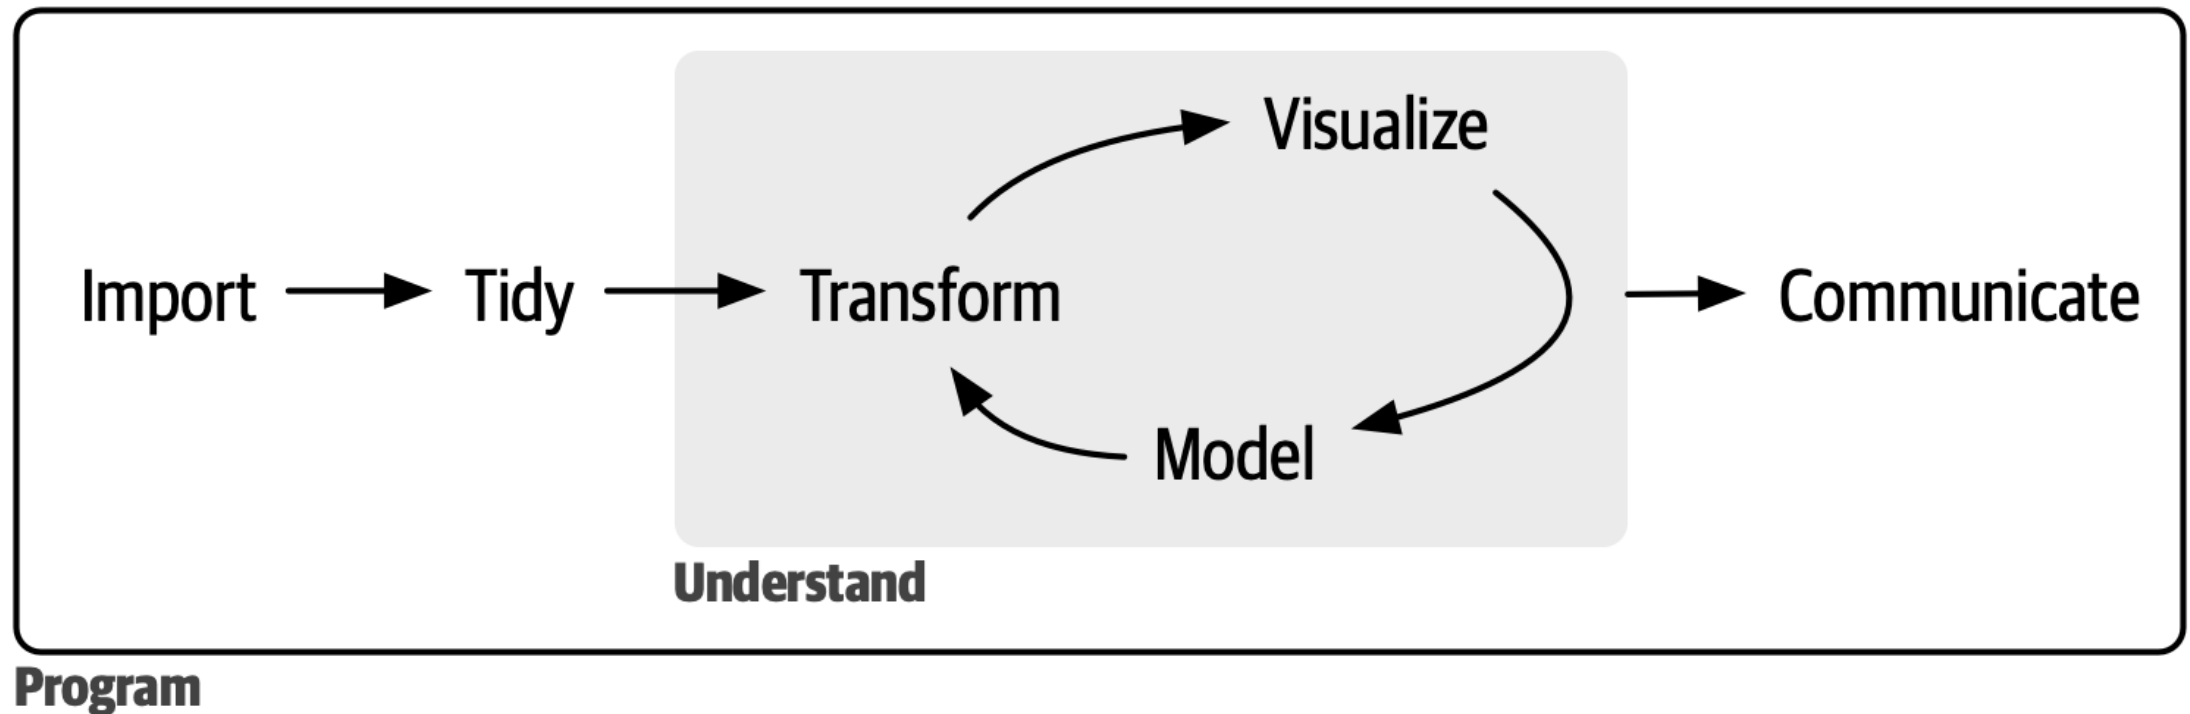 Visualize
Import
Tidy
Transform
Communicate
Model
Understand
Program